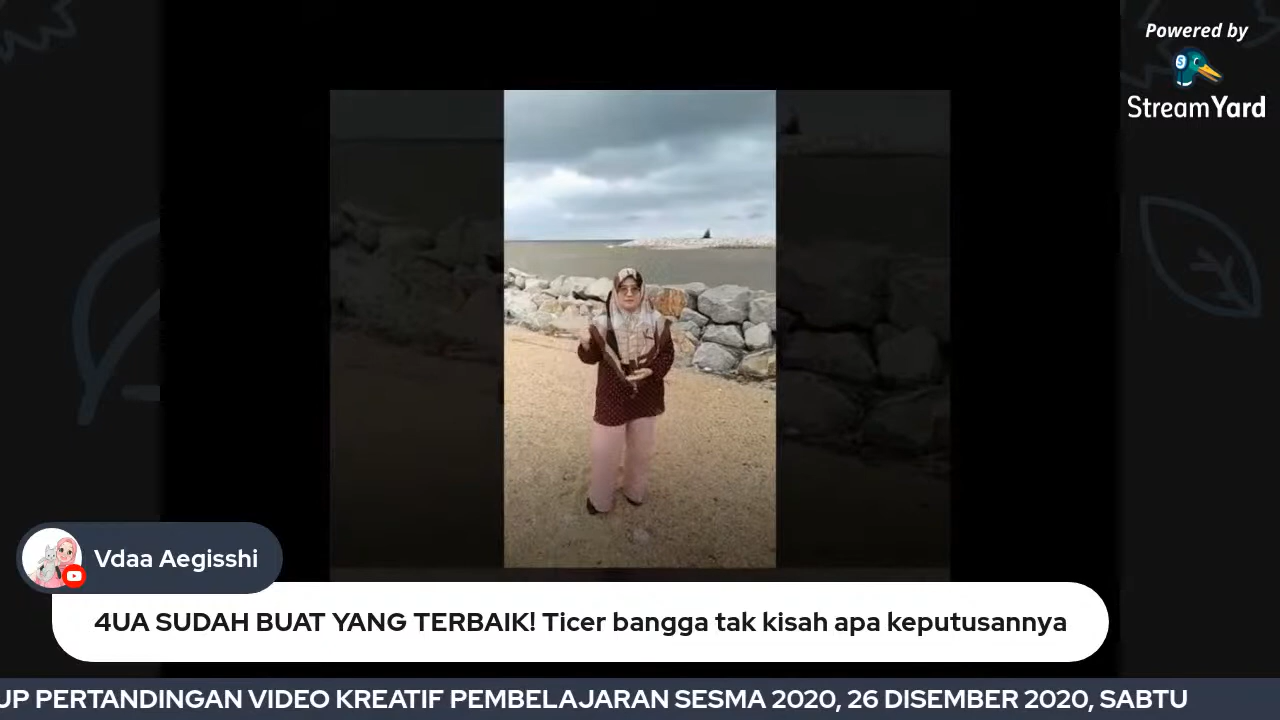 Powered by
StreamYard
Vdaa Aegisshi
4UA SUDAH BUAT YANG TERBAIK! Ticer bangga tak kisah apa keputusannya
UP PERTANDINGAN VIDEO KREATIF PEMBELAJARAN SESMA 2020, 26 DISEMBER 2020, SABTU